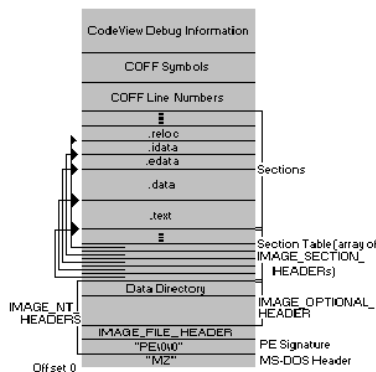 CodeView Debug Information
COFF Symbols
COFF Line Numbers
.reloc
.idata
.edata
.data
.text
Sections
Section Table(array of
IMAGE_SECTION_
HEADERs)
Data Directory
IMAGE_OPTIONAL_
HEADER
IMAGE_NT_
HEADERS
IMAGE_FILE_HEADER
"PE\0\0"
PE Signature
"MZ"
MS-DOS Header
Offset 0